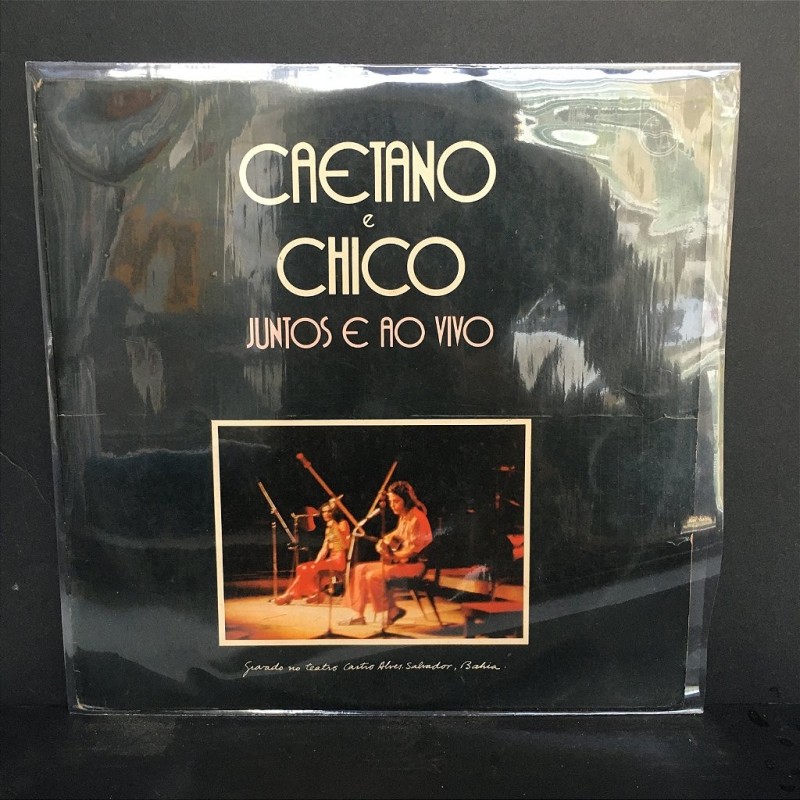 CAETANO
e
CHICO
JUNTOS E AO VIVO
Gravado no teatro Castro Alves. Salvador, Bahia.